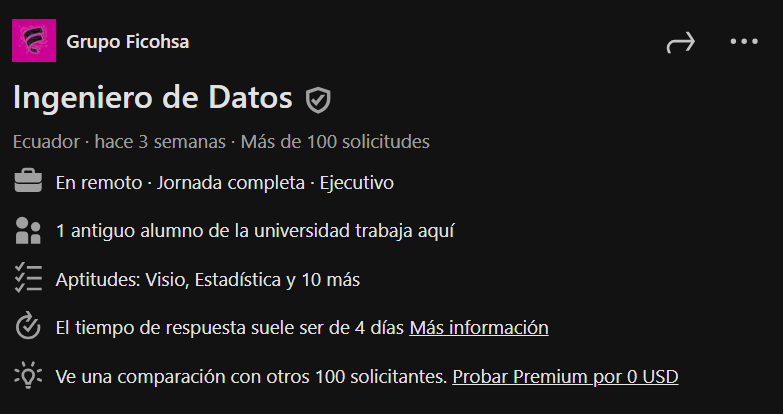 Grupo Ficohsa
Ingeniero de Datos
Ecuador · hace 3 semanas · Más de 100 solicitudes
En remoto · Jornada completa · Ejecutivo
1 antiguo alumno de la universidad trabaja aquí
Aptitudes: Visio, Estadística y 10 más
El tiempo de respuesta suele ser de 4 días Más información
Ve una comparación con otros 100 solicitantes. Probar Premium por 0 USD